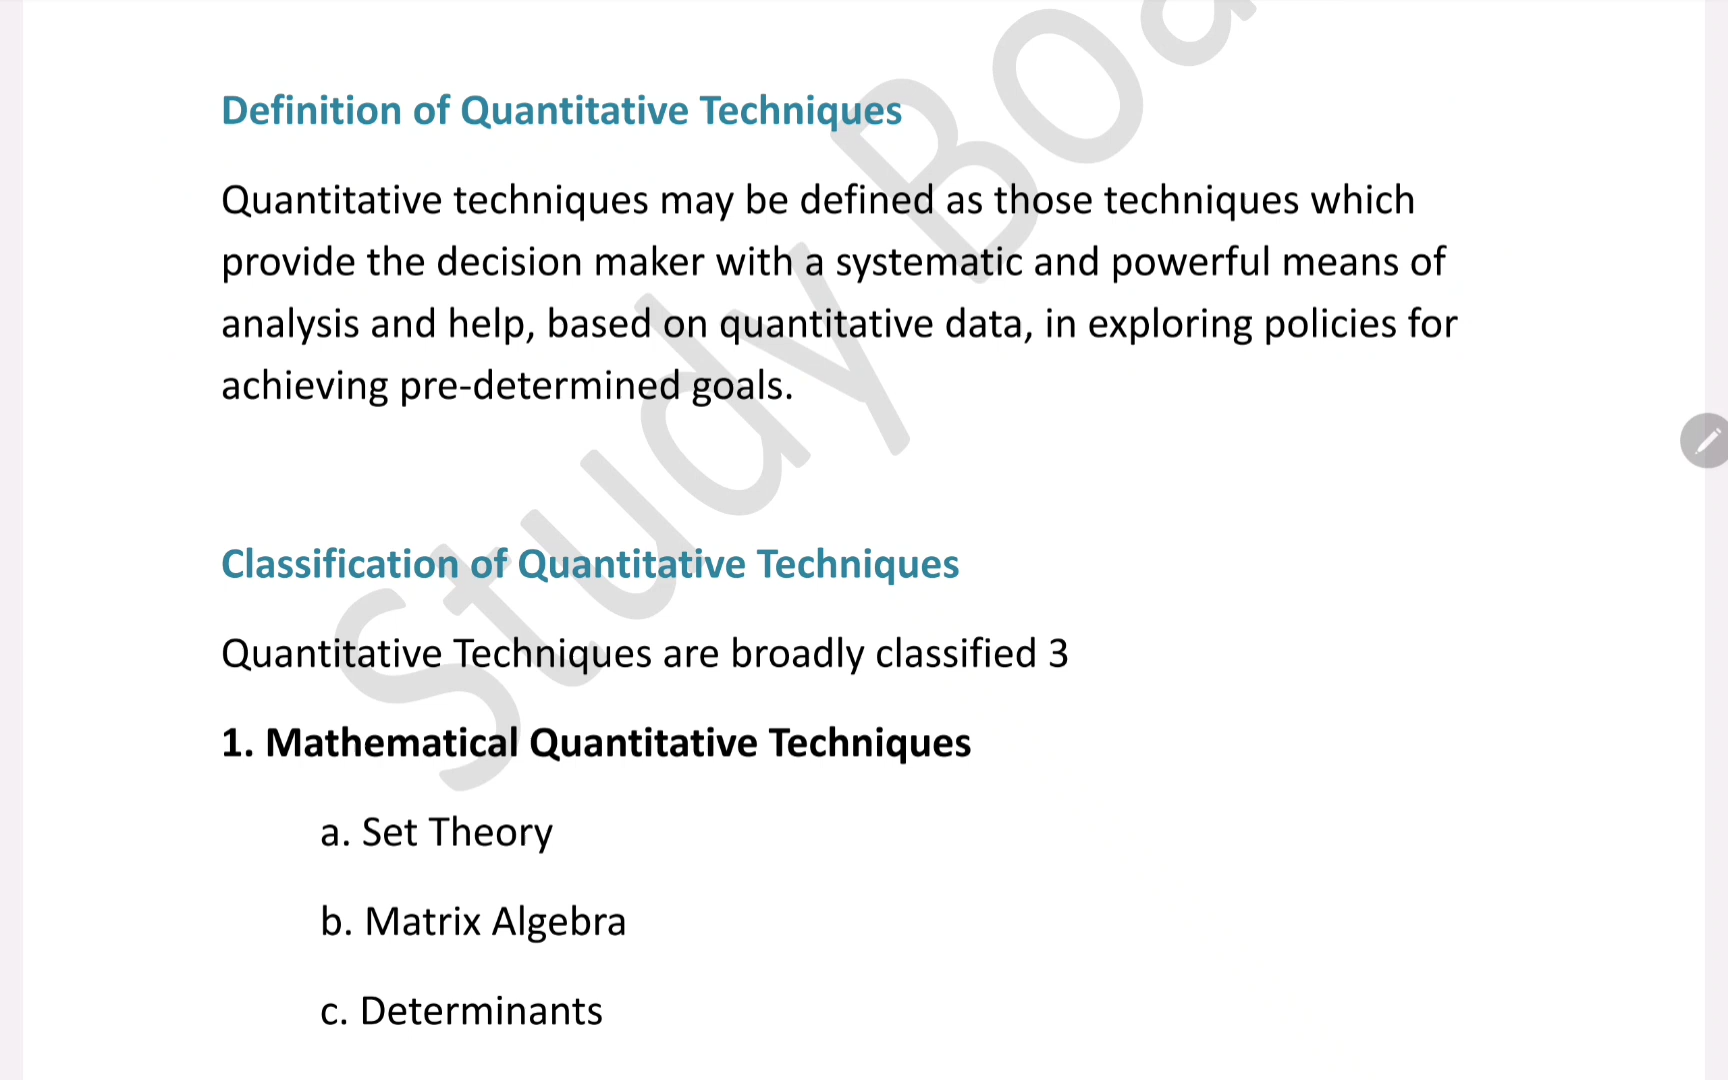 Definition of Quantitative Techniques
Quantitative techniques may be defined as those techniques which
provide the decision maker with a systematic and powerful means of
analysis and help, based on quantitative data, in exploring policies for
achieving pre-determined goals.
Classification of Quantitative Techniques
Quantitative Techniques are broadly classified 3
1. Mathematical Quantitative Techniques
a. Set Theory
b. Matrix Algebra
c. Determinants
Study Bo